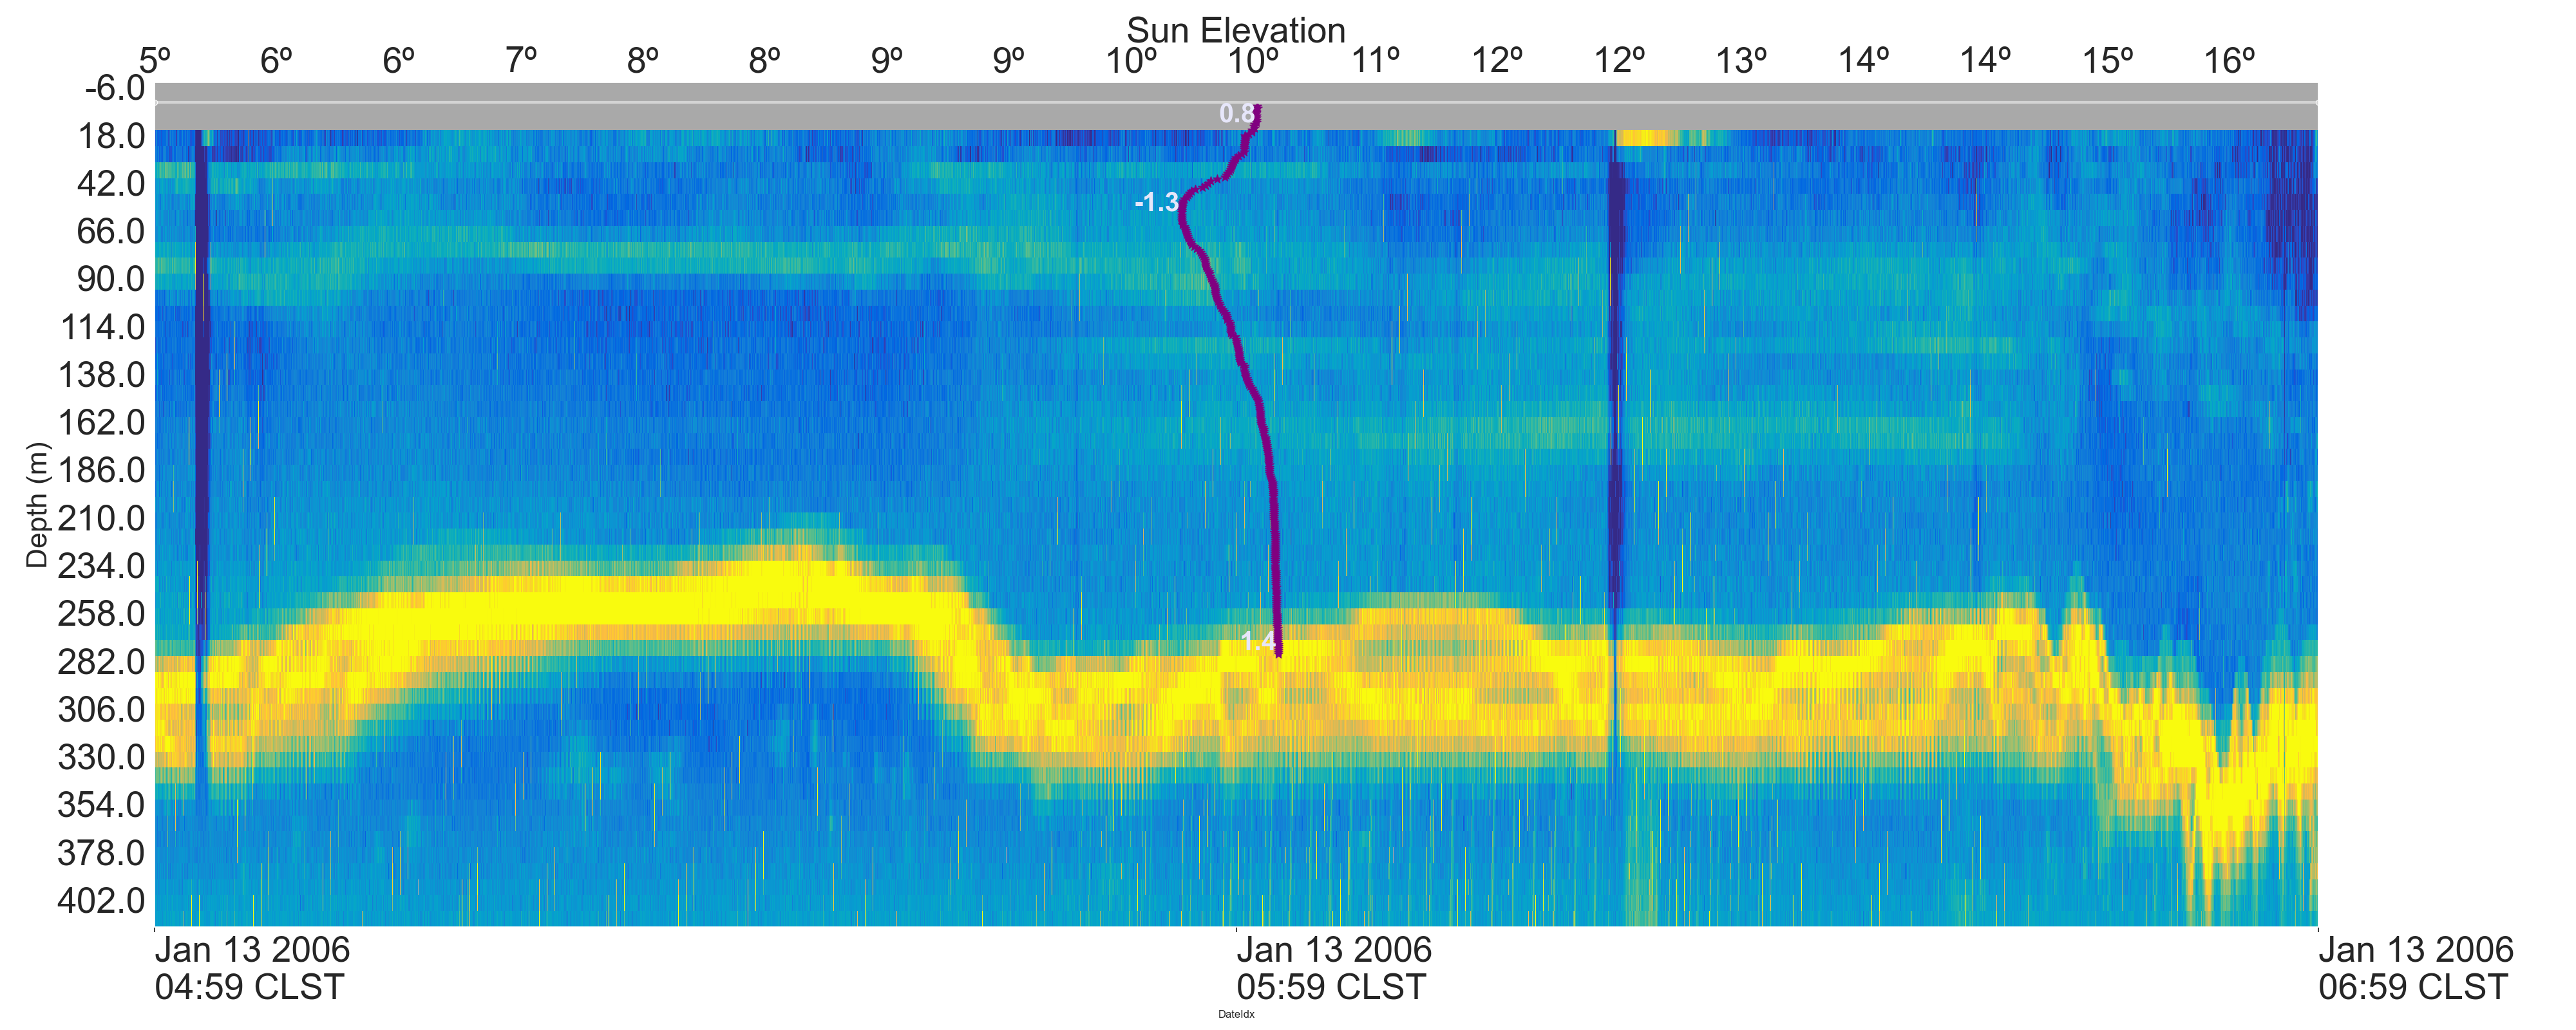 Sun Elevation
5º 6º 6º 7º 8º 8º 9º 9º 10º 10º 11º 12º 12º 13º 14º 14º 15º 16º
-6.0
18.0
42.0
66.0
90.0
114.0
138.0
162.0
186.0
210.0
234.0
258.0
282.0
306.0
330.0
354.0
378.0
402.0
Depth (m)
0.8
-1.3
1.4
Jan 13 2006
04:59 CLST
Jan 13 2006
05:59 CLST
Jan 13 2006
06:59 CLST
DateIdx